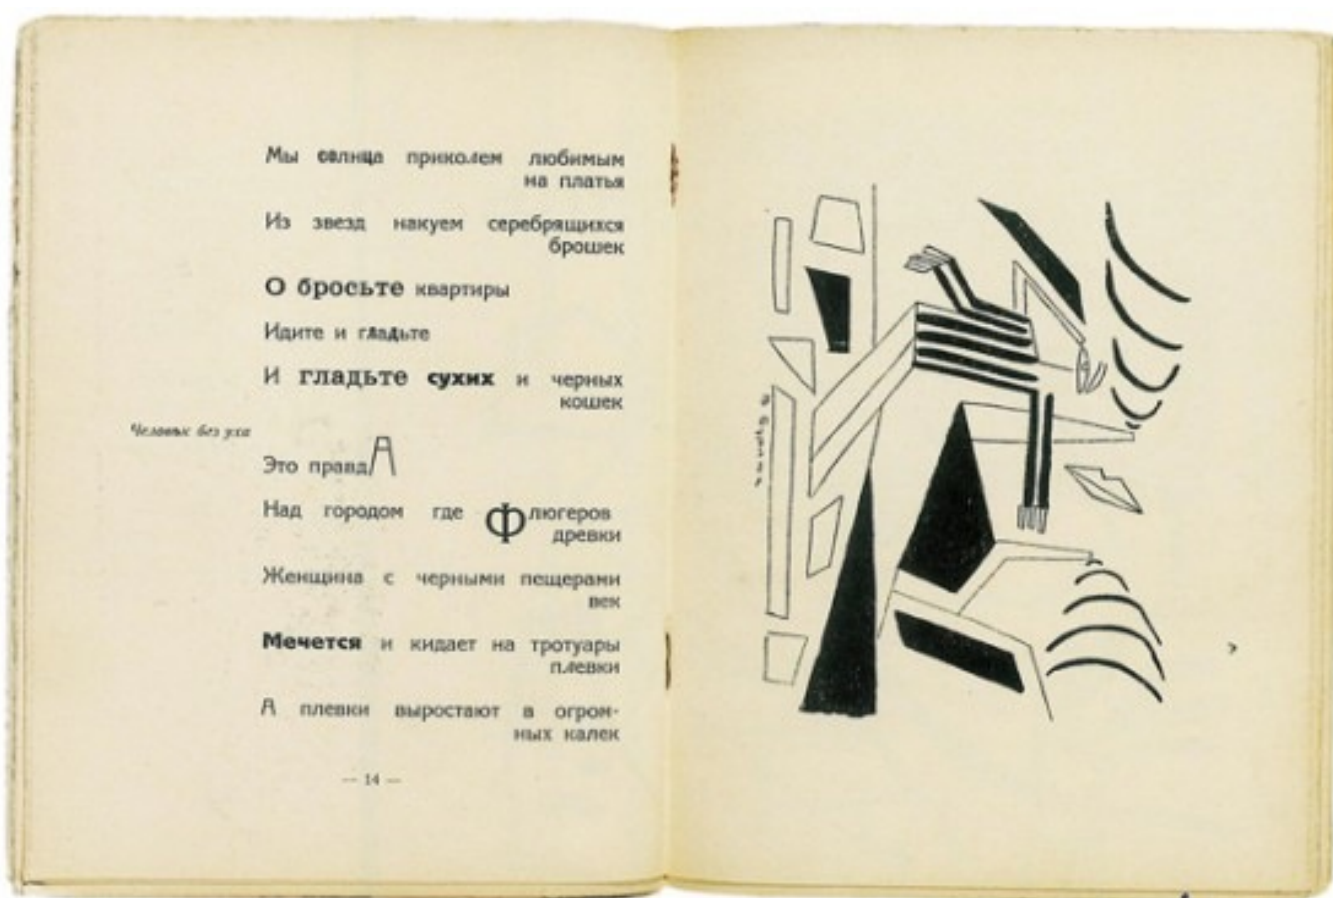 Мы солнца приколем любимым
на платья
Из звезд накуем серебрящихся
брошек
О бросьте квартиры
Идите и гладьте
И гладьте сухих и черных
кошек
Человѣк без уха
Это правдА
Над городом где Флюгеров
древки
Женщина с черными пещерами
век
Мечется и кидает на тротуары
плевки
А плевки выростают в огром-
ных калек
— 14 —